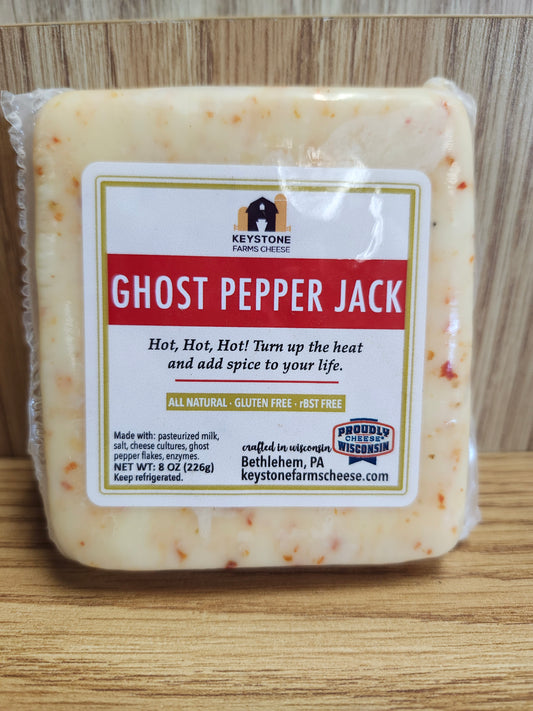 KEYSTONE
FARMS CHEESE
GHOST PEPPER JACK
Hot, Hot, Hot! Turn up the heat
and add spice to your life.
ALL NATURAL · GLUTEN FREE · rBST FREE
Made with: pasteurized milk,
salt, cheese cultures, ghost
pepper flakes, enzymes.
NET WT: 8 OZ (226g)
Keep refrigerated.
crafted in wisconsin
Bethlehem, PA
keystonefarmscheese.com
PROUDLY
WISCONSIN
CHEESE